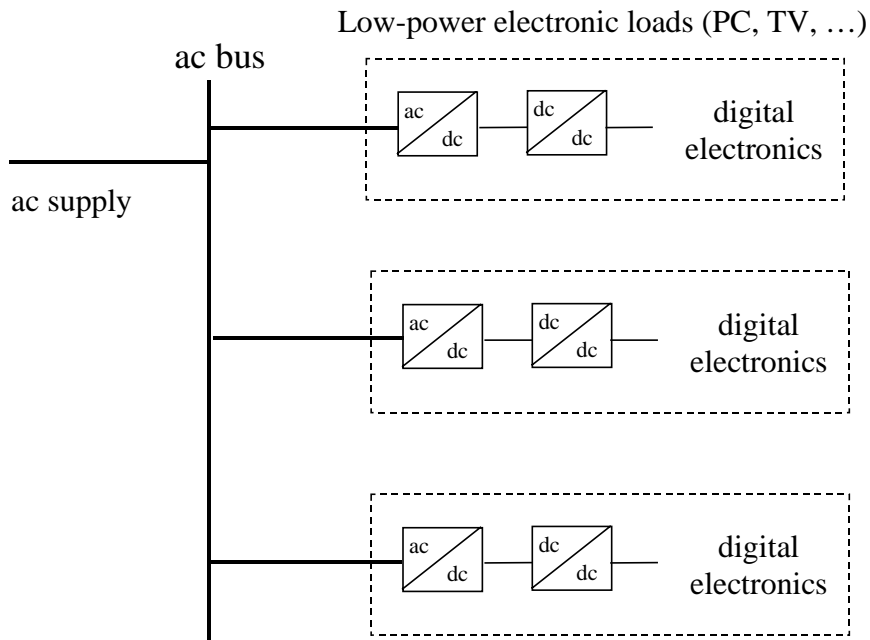 Low-power electronic loads (PC, TV, …)
ac bus
ac
dc
dc
dc
digital
electronics
ac supply
ac
dc
dc
dc
digital
electronics
ac
dc
dc
dc
digital
electronics